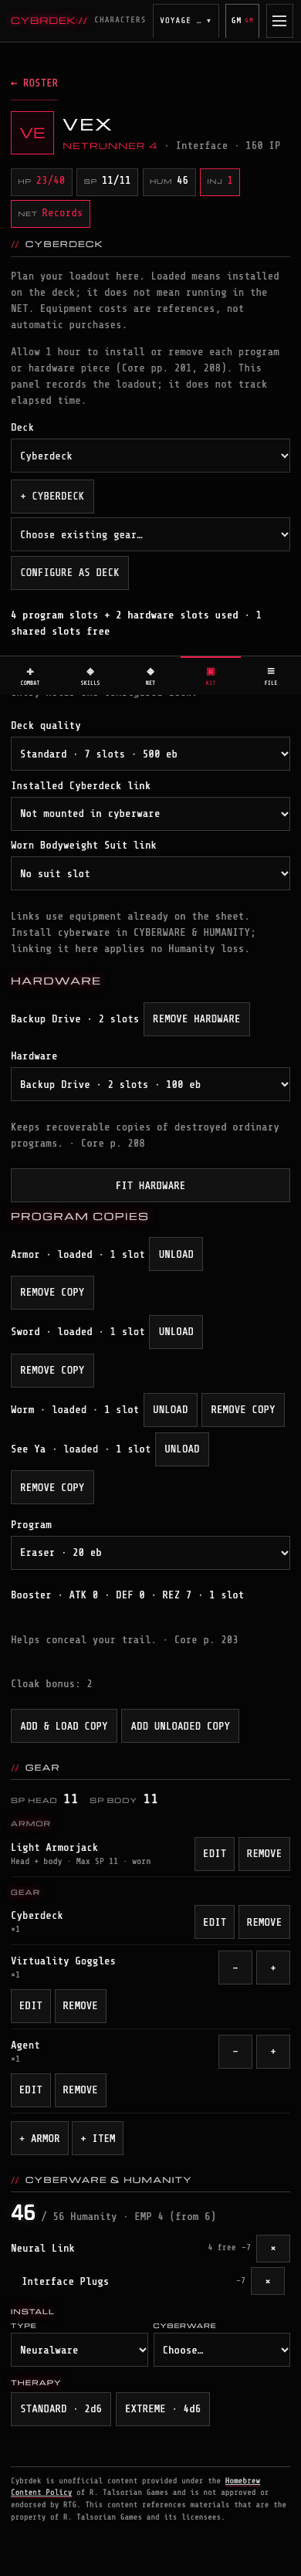 CYBRDEK://
CHARACTERS
VOYAGE … ▾
GM GM
← ROSTER
VE
VEX
NETRUNNER 4 · Interface · 160 IP
HP 23/40
SP 11/11
HUM 46
INJ 1
NET Records
// CYBERDECK
Plan your loadout here. Loaded means installed
on the deck; it does not mean running in the
NET. Equipment costs are references, not
automatic purchases.
Allow 1 hour to install or remove each program
or hardware piece (Core pp. 201, 208). This
panel records the loadout; it does not track
elapsed time.
Deck
Cyberdeck
+ CYBERDECK
Choose existing gear…
CONFIGURE AS DECK
4 program slots + 2 hardware slots used · 1
shared slots free
COMBAT
SKILLS
NET
KIT
FILE
Deck quality
Standard · 7 slots · 500 eb
Installed Cyberdeck link
Not mounted in cyberware
Worn Bodyweight Suit link
No suit slot
Links use equipment already on the sheet.
Install cyberware in CYBERWARE & HUMANITY;
linking it here applies no Humanity loss.
HARDWARE
Backup Drive · 2 slots REMOVE HARDWARE
Hardware
Backup Drive · 2 slots · 100 eb
Keeps recoverable copies of destroyed ordinary
programs. · Core p. 208
FIT HARDWARE
PROGRAM COPIES
Armor · loaded · 1 slot UNLOAD
REMOVE COPY
Sword · loaded · 1 slot UNLOAD
REMOVE COPY
Worm · loaded · 1 slot UNLOAD REMOVE COPY
See Ya · loaded · 1 slot UNLOAD
REMOVE COPY
Program
Eraser · 20 eb
Booster · ATK 0 · DEF 0 · REZ 7 · 1 slot
Helps conceal your trail. · Core p. 203
Cloak bonus: 2
ADD & LOAD COPY ADD UNLOADED COPY
// GEAR
SP HEAD 11 SP BODY 11
ARMOR
Light Armorjack
Head + body · Max SP 11 · worn
EDIT REMOVE
GEAR
Cyberdeck
×1
EDIT REMOVE
Virtuality Goggles
×1
− +
EDIT REMOVE
Agent
×1
− +
EDIT REMOVE
+ ARMOR + ITEM
// CYBERWARE & HUMANITY
46 / 56 Humanity · EMP 4 (from 6)
Neural Link 4 free −7 ×
Interface Plugs −7 ×
INSTALL
TYPE CYBERWARE
Neuralware Choose…
THERAPY
STANDARD · 2d6 EXTREME · 4d6
Cybrdek is unofficial content provided under the Homebrew
Content Policy of R. Talsorian Games and is not approved or
endorsed by RTG. This content references materials that are the
property of R. Talsorian Games and its licensees.